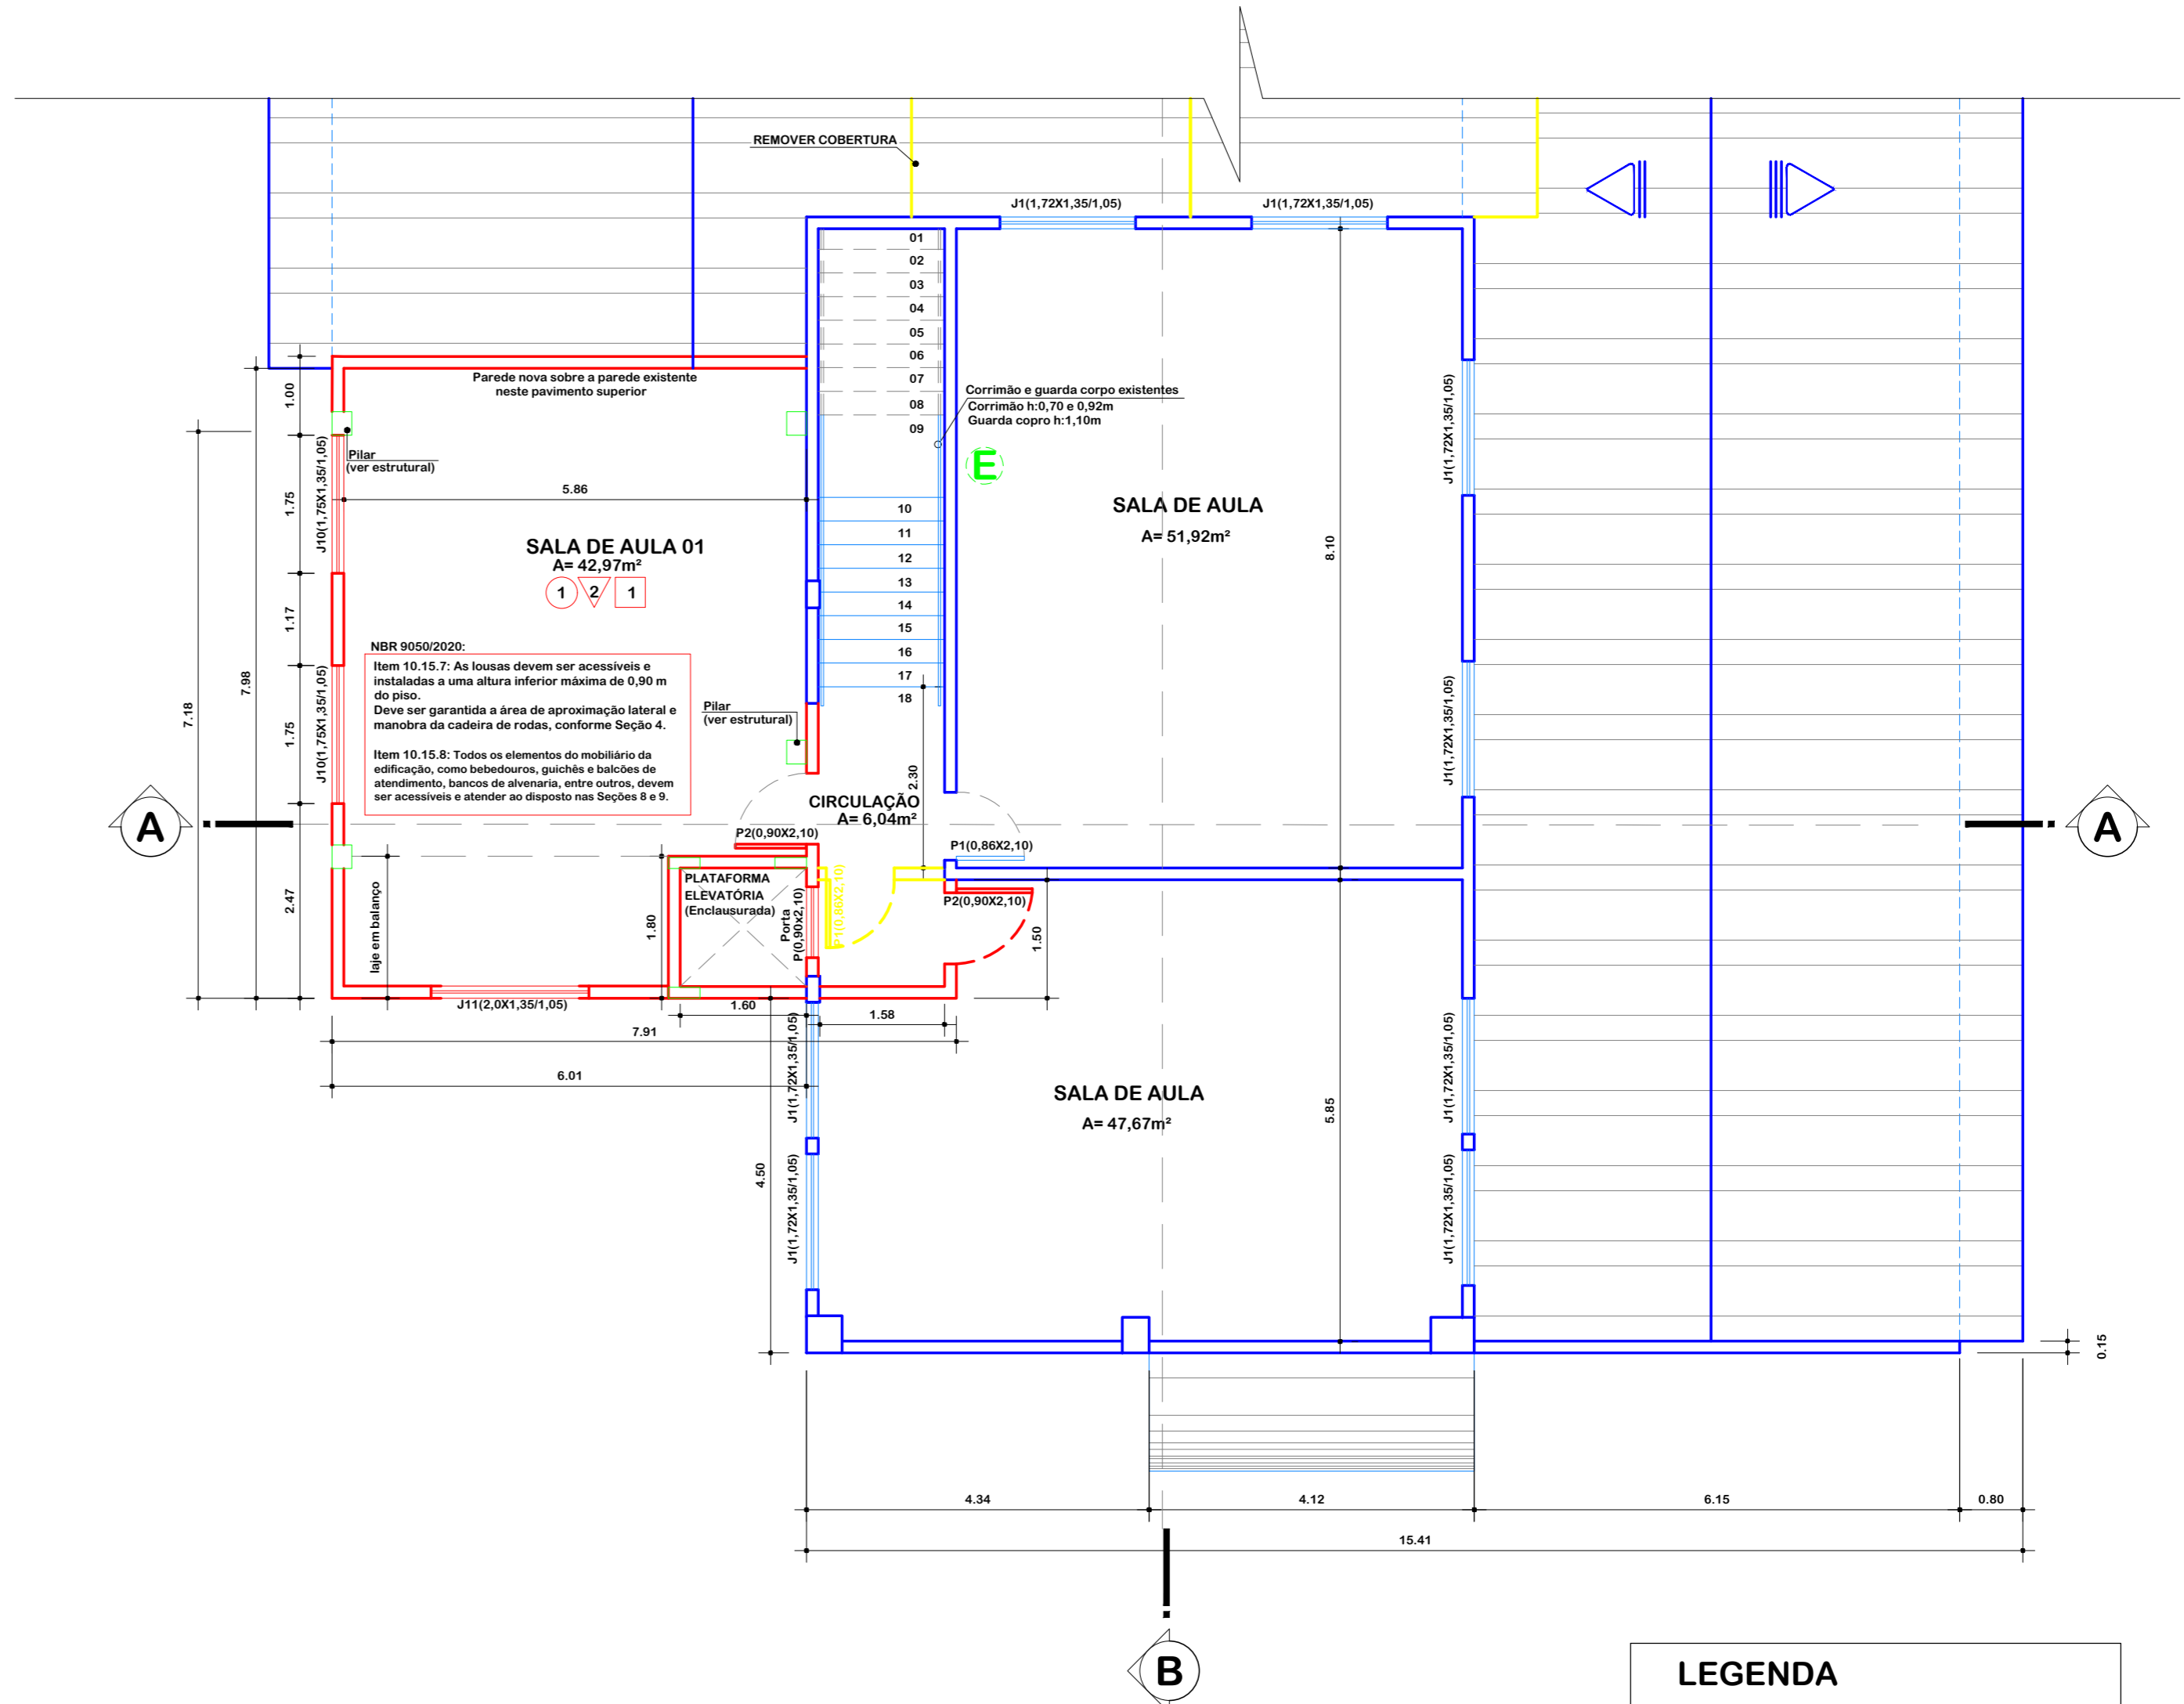 REMOVER COBERTURA
J1(1,72X1,35/1,05)
J1(1,72X1,35/1,05)
01
02
03
04
05
06
07
08
09
10
11
12
13
14
15
16
17
18
Parede nova sobre a parede existente
neste pavimento superior
Corrimão e guarda corpo existentes
Corrimão h:0,70 e 0,92m
Guarda copro h:1,10m
E
Pilar
(ver estrutural)
5.86
SALA DE AULA 01
A= 42,97m²
1
2
1
SALA DE AULA
A= 51,92m²
8.10
J1(1,72X1,35/1,05)
J1(1,72X1,35/1,05)
1.00
1.75
1.17
1.75
2.47
7.98
7.18
J10(1,75X1,35/1,05)
J10(1,75X1,35/1,05)
NBR 9050/2020:
Item 10.15.7: As lousas devem ser acessíveis e
instaladas a uma altura inferior máxima de 0,90 m
do piso.
Deve ser garantida a área de aproximação lateral e
manobra da cadeira de rodas, conforme Seção 4.
Item 10.15.8: Todos os elementos do mobiliário da
edificação, como bebedouros, guichês e balcões de
atendimento, bancos de alvenaria, entre outros, devem
ser acessíveis e atender ao disposto nas Seções 8 e 9.
Pilar
(ver estrutural)
2.30
CIRCULAÇÃO
A= 6,04m²
A
A
P2(0,90X2,10)
P1(0,86X2,10)
PLATAFORMA
ELEVATÓRIA
(Enclausurada)
Porta
P(0,90x2,10)
P1(0,86X2,10)
P2(0,90X2,10)
laje em balanço
1.80
1.50
J11(2,0X1,35/1,05)
1.60
1.58
7.91
6.01
J1(1,72X1,35/1,05)
J1(1,72X1,35/1,05)
4.50
SALA DE AULA
A= 47,67m²
5.85
J1(1,72X1,35/1,05)
J1(1,72X1,35/1,05)
0.15
4.34
4.12
6.15
0.80
15.41
B
LEGENDA